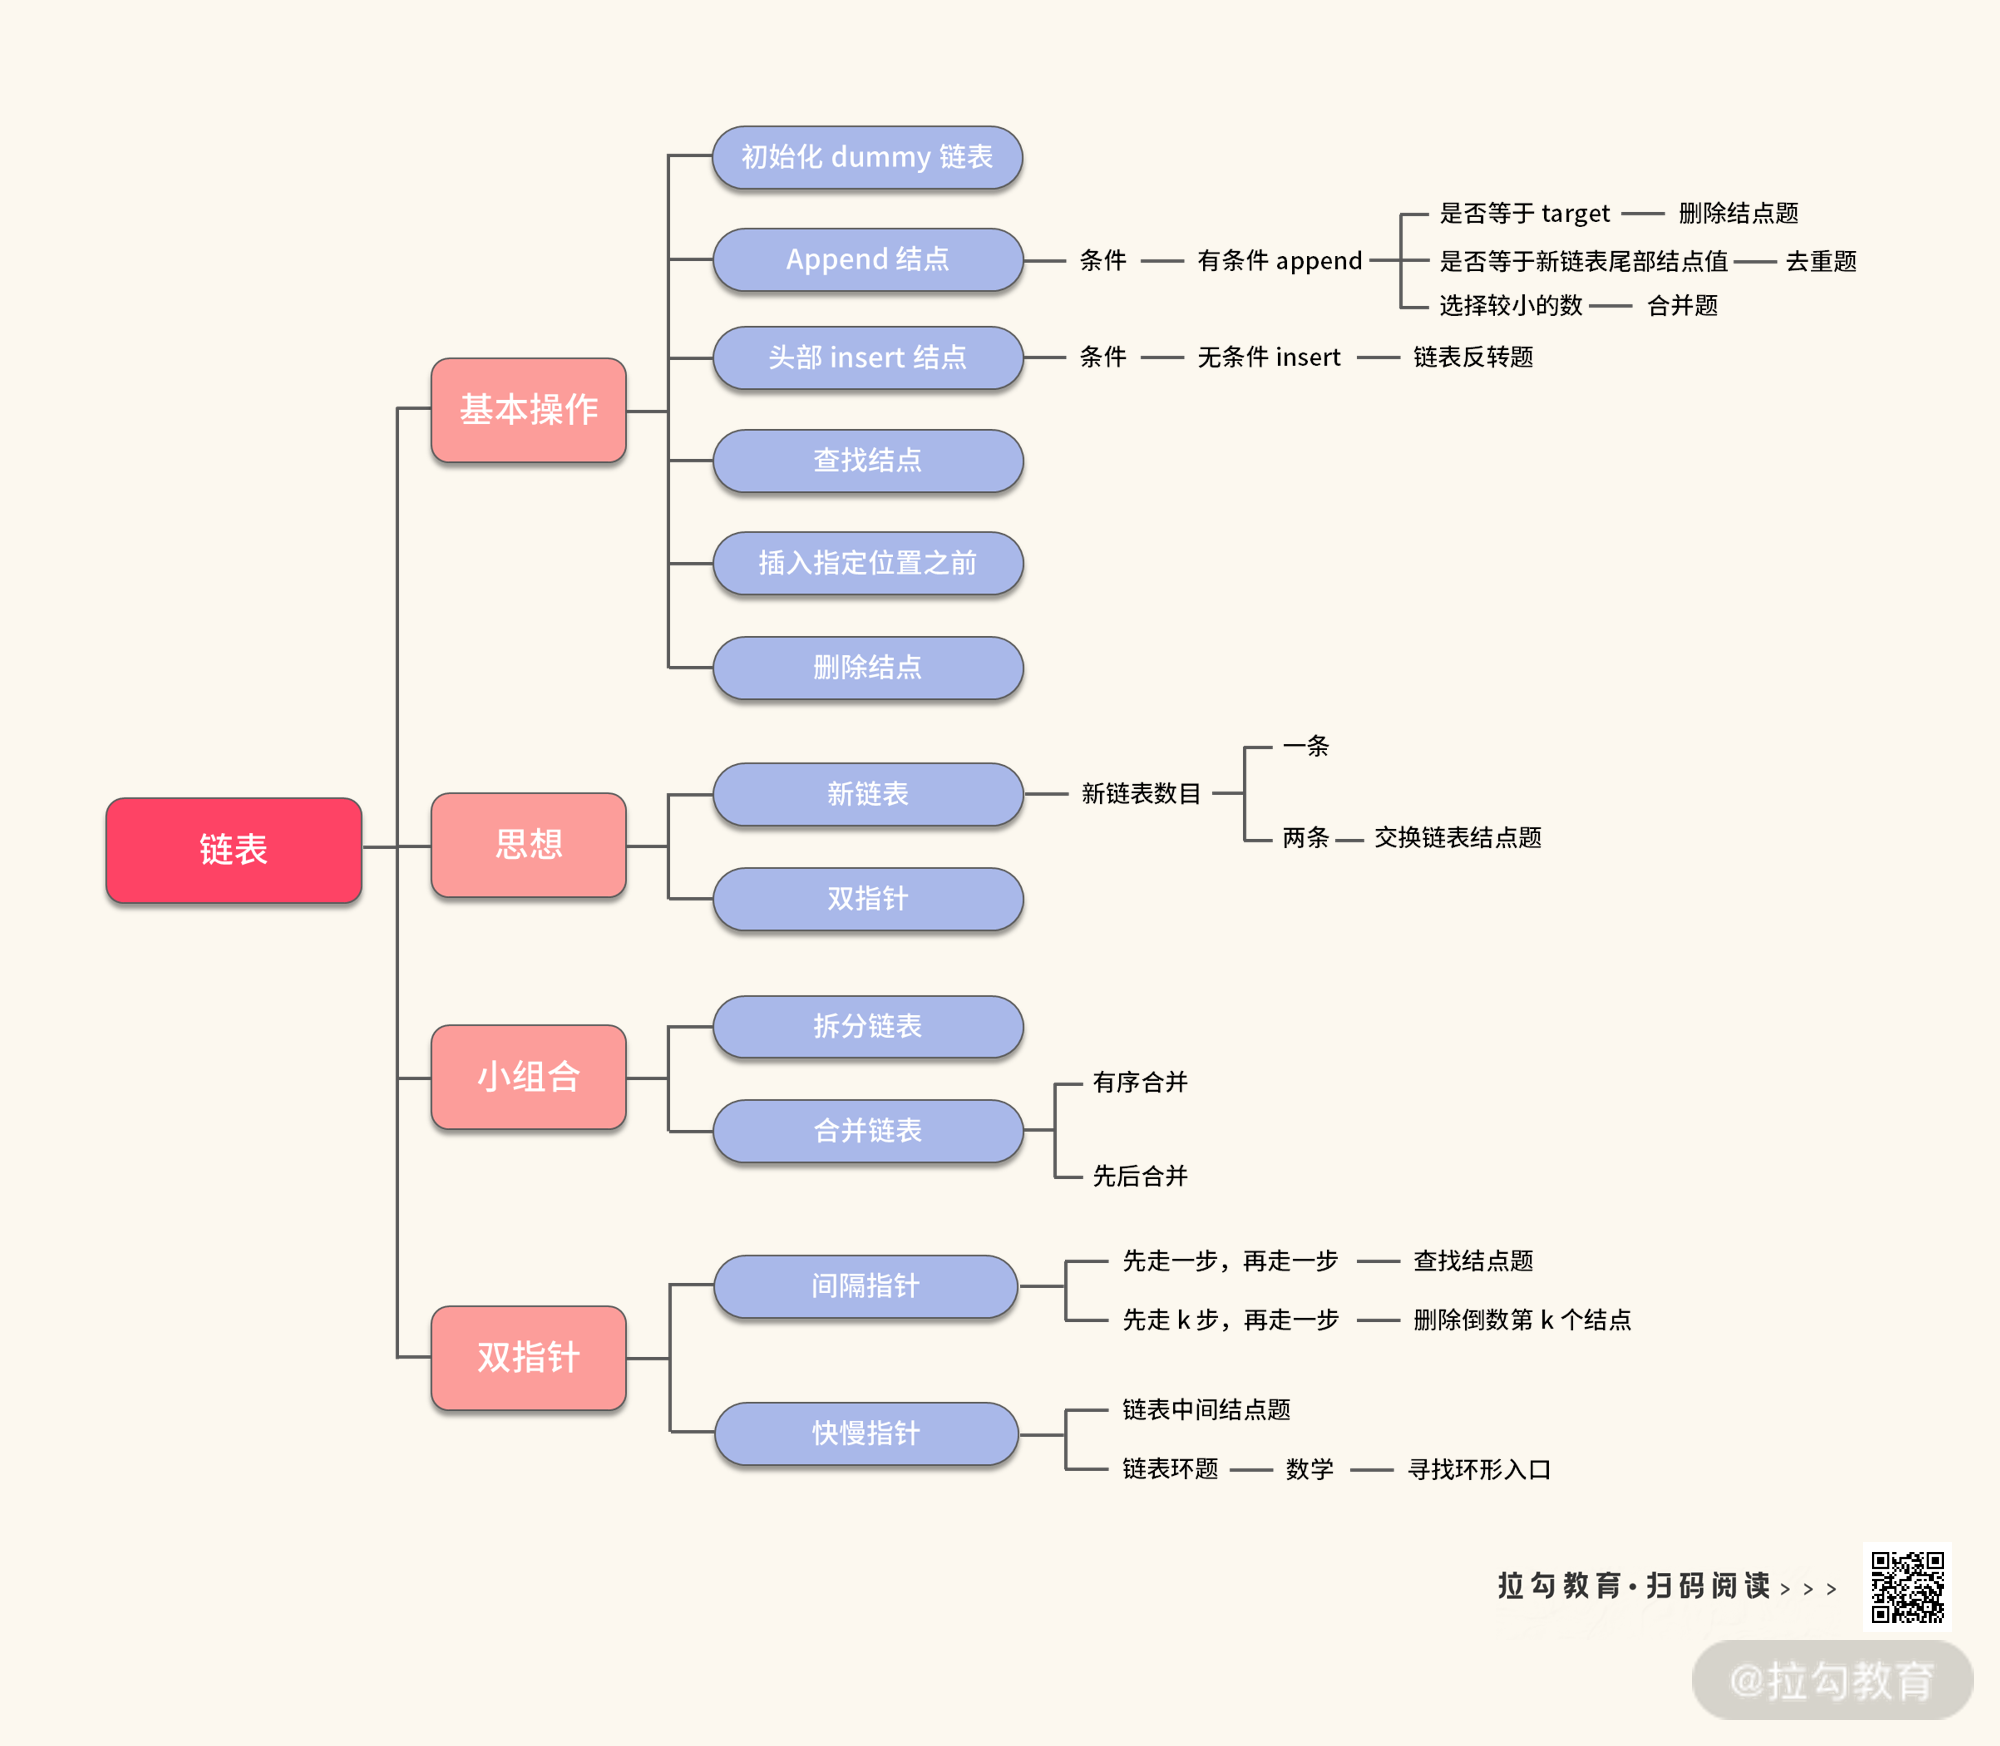 链表
基本操作
初始化 dummy 链表
Append 结点
条件
有条件 append
是否等于 target
删除结点题
是否等于新链表尾部结点值
去重题
选择较小的数
合并题
头部 insert 结点
条件
无条件 insert
链表反转题
查找结点
插入指定位置之前
删除结点
思想
新链表
新链表数目
一条
两条
交换链表结点题
双指针
小组合
拆分链表
合并链表
有序合并
先后合并
双指针
间隔指针
先走一步，再走一步
查找结点题
先走 k 步，再走一步
删除倒数第 k 个结点
快慢指针
链表中间结点题
链表环题
数学
寻找环形入口
拉勾教育·扫码阅读>>>
@拉勾教育